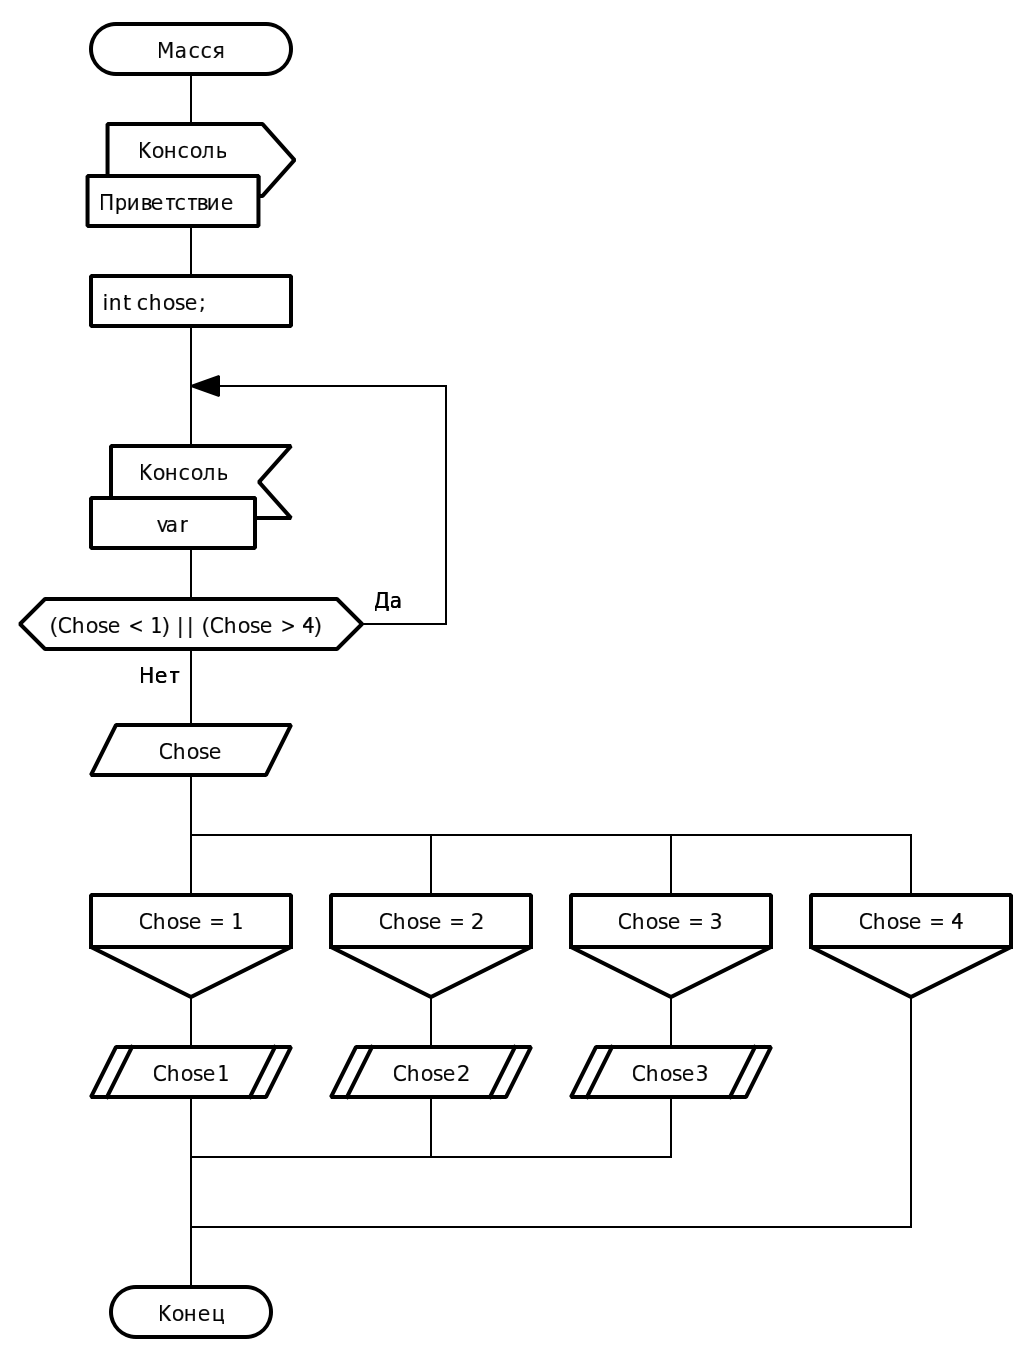 Масся
Консоль
Приветствие
int chose;
Консоль
var
Да
(Chose < 1) || (Chose > 4)
Нет
Chose
Chose = 1
Chose = 2
Chose = 3
Chose = 4
Chose1
Chose2
Chose3
Конец